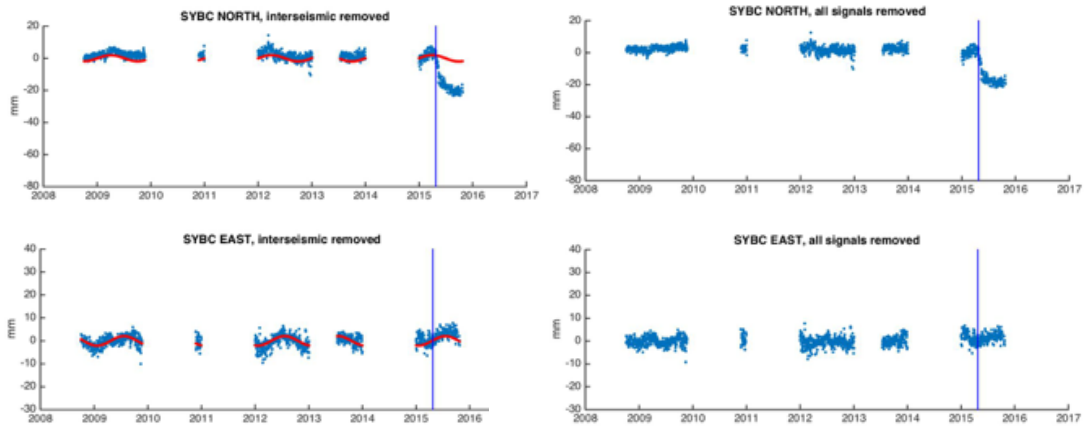 SYBC NORTH, interseismic removed
20
0
-20
-40
-60
-80
mm
2008 2009 2010 2011 2012 2013 2014 2015 2016 2017
SYBC NORTH, all signals removed
20
0
-20
-40
-60
-80
mm
2008 2009 2010 2011 2012 2013 2014 2015 2016 2017
SYBC EAST, interseismic removed
40
30
20
10
0
-10
-20
-30
mm
2008 2009 2010 2011 2012 2013 2014 2015 2016
SYBC EAST, all signals removed
40
30
20
10
0
-10
-20
-30
mm
2008 2009 2010 2011 2012 2013 2014 2015 2016 2017